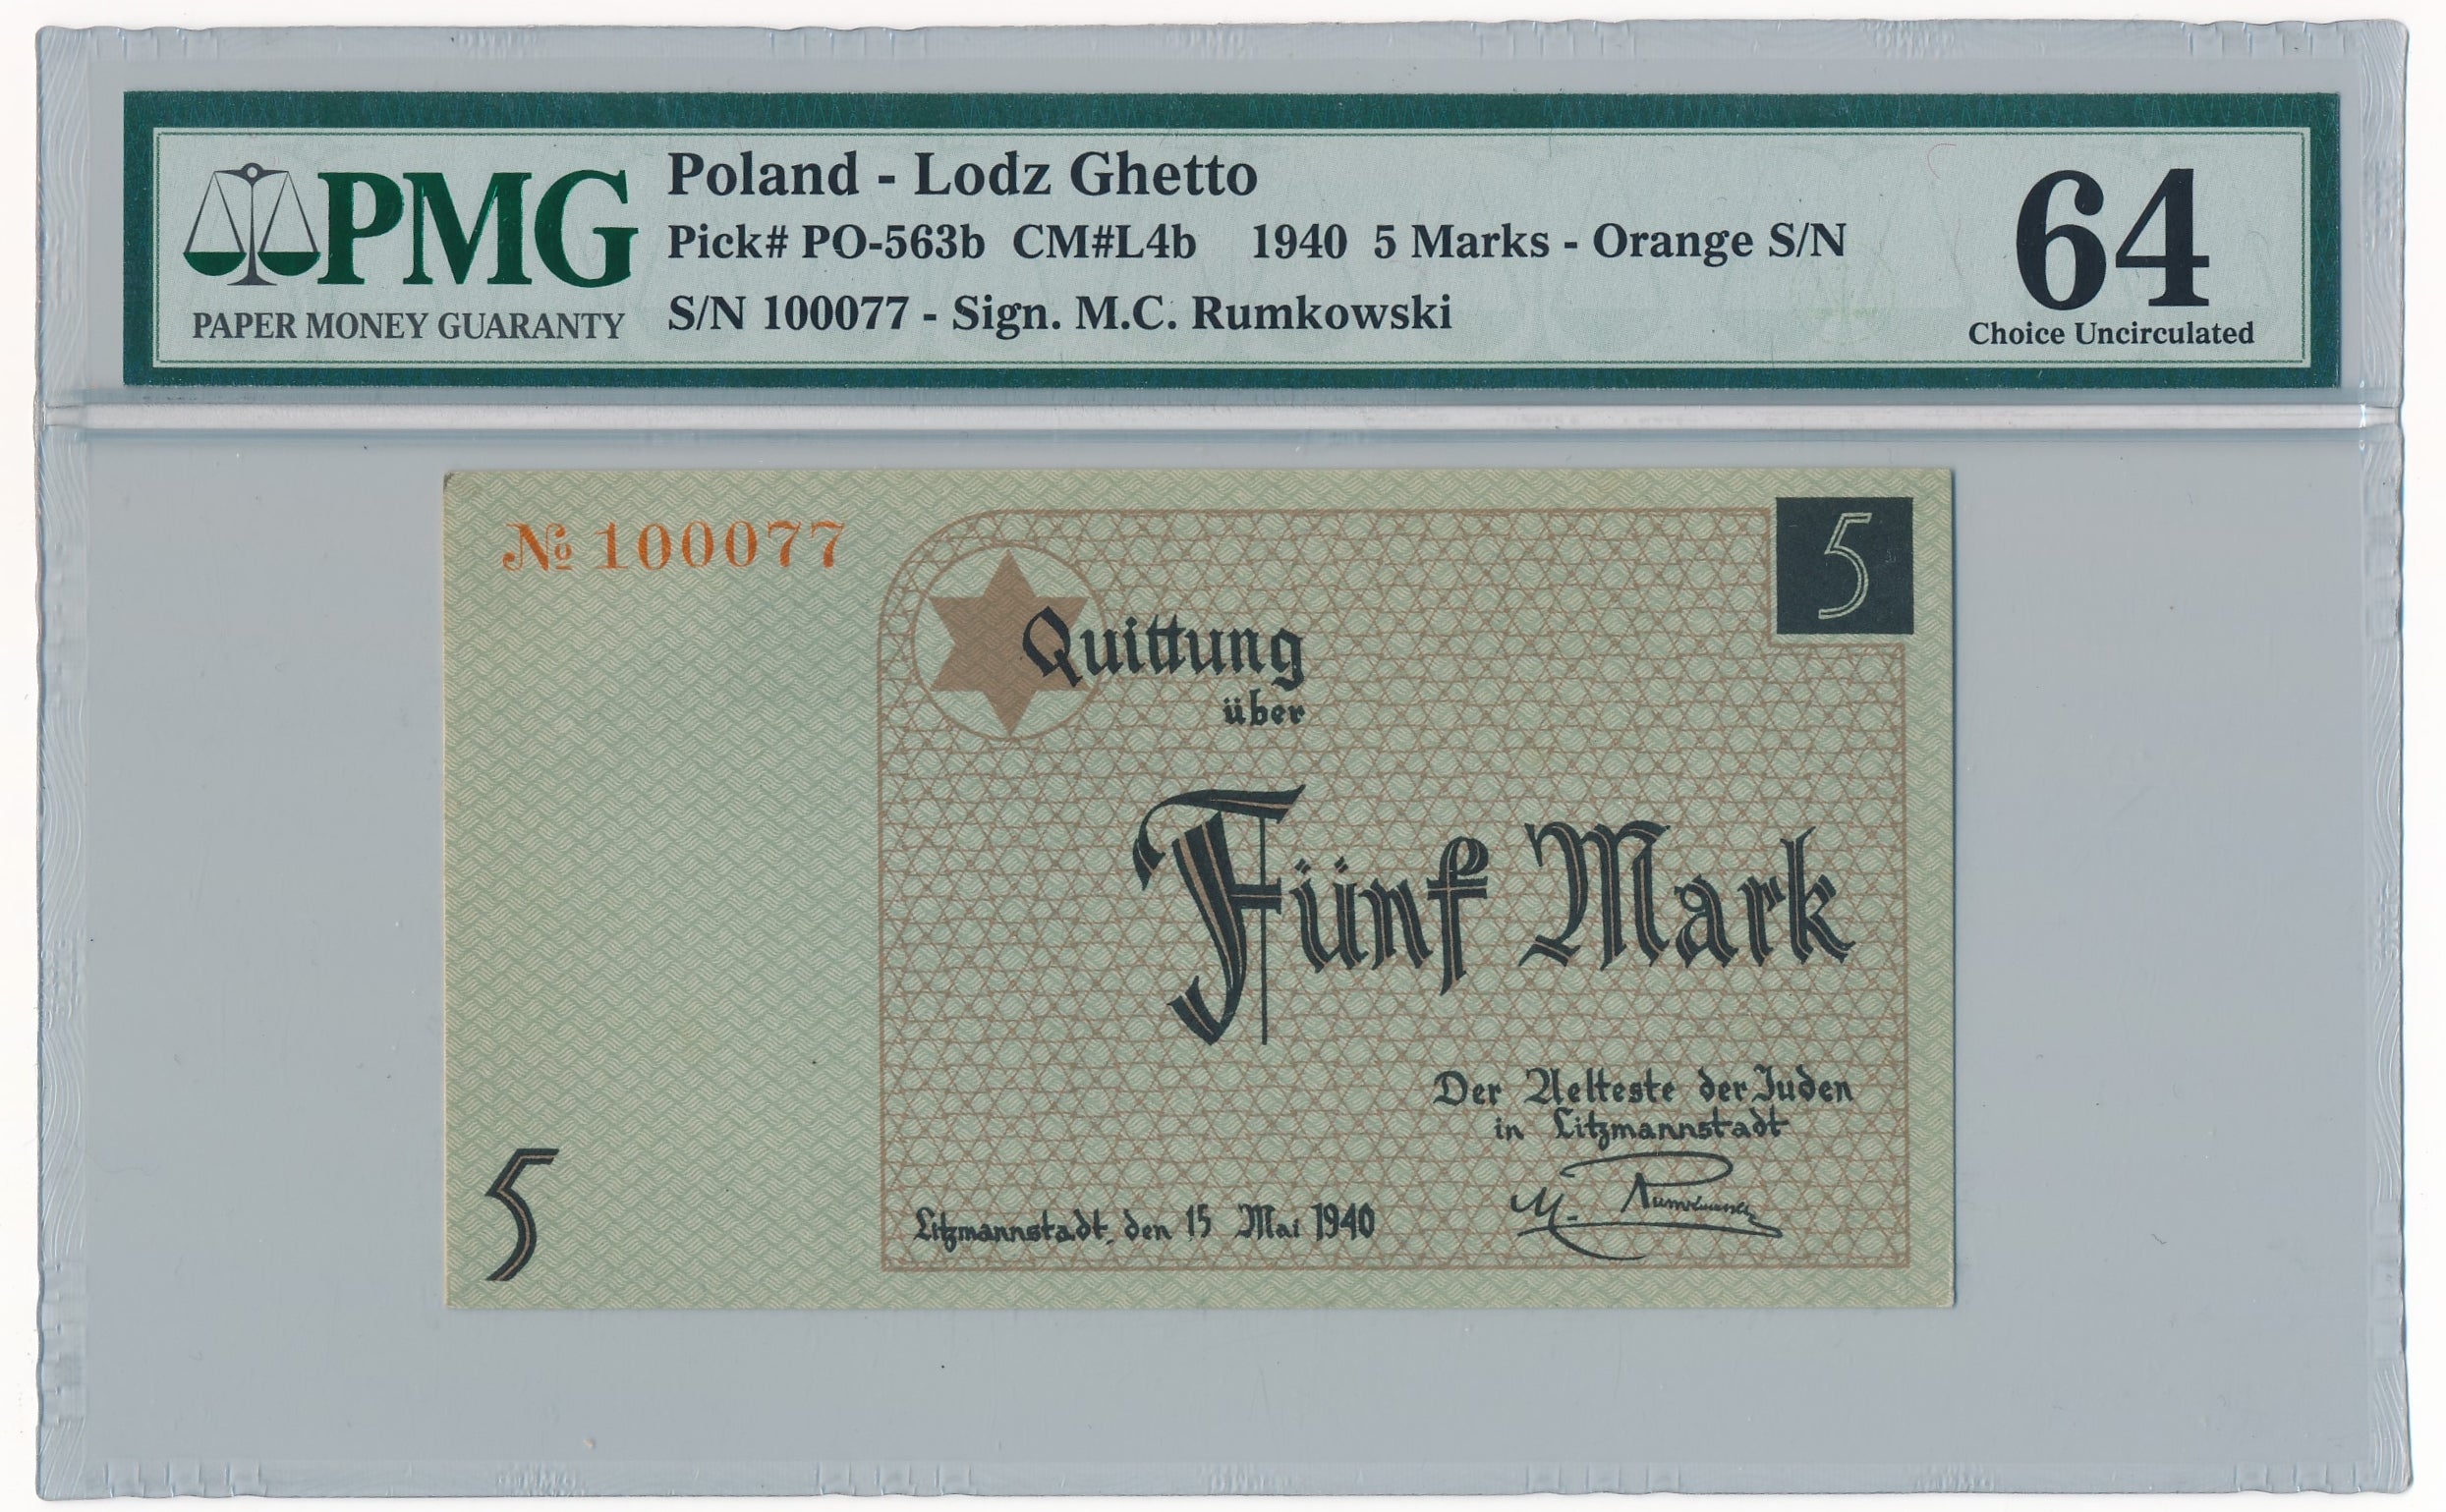 PMG
PAPER MONEY GUARANTY
Poland - Lodz Ghetto
Pick# PO-563b CM#L4b 1940 5 Marks - Orange S/N
S/N 100077 - Sign. M.C. Rumkowski
64
Choice Uncirculated
№ 100077
5
Quittung
über
Fünf Mark
Der Aelteste der Juden
in Litzmannstadt
M. Rumkowski
5
Litzmannstadt, den 15 Mai 1940